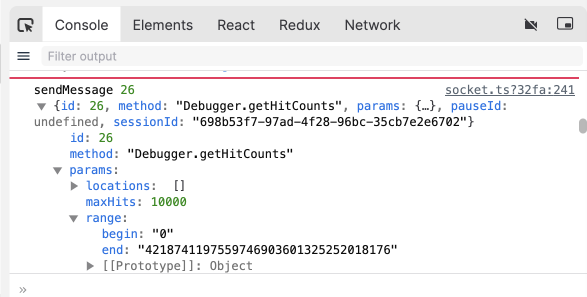 Console Elements React Redux Network
Filter output
sendMessage 26 socket.ts?32fa:241
▼ {id: 26, method: "Debugger.getHitCounts", params: {…}, pauseId:
undefined, sessionId: "698b53f7-97ad-4f28-96bc-35cb7e2e6702"}
id: 26
method: "Debugger.getHitCounts"
▼ params:
▶ locations: []
maxHits: 10000
▼ range:
begin: "0"
end: "42187411975597469036013252520​18176"
▶ [[Prototype]]: Object
»